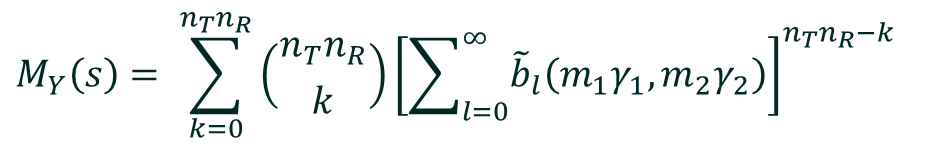 $M_Y(s) = \sum_{k=0}^{n_T n_R} \binom{n_T n_R}{k} \left[ \sum_{l=0}^{\infty} \tilde{b}_l(m_1\gamma_1, m_2\gamma_2) \right]^{n_T n_R - k}$